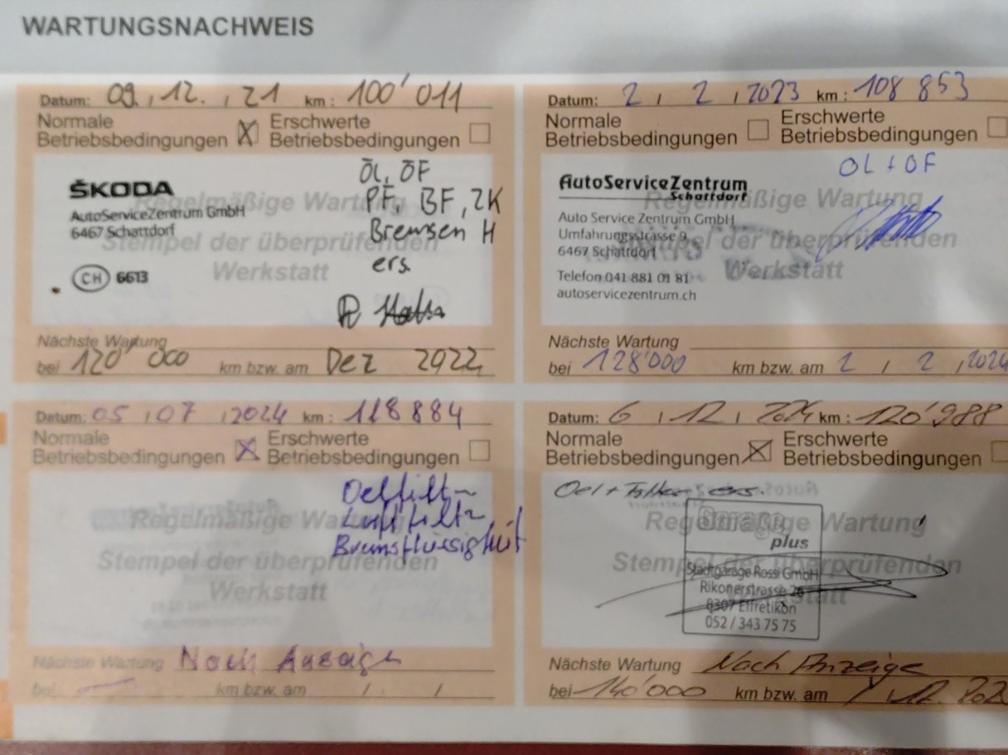 WARTUNGSNACHWEIS
Datum: 09.12.21 km: 100'011
Normale Betriebsbedingungen X Erschwerte Betriebsbedingungen
Regelmäßige Wartung
Stempel der überprüfenden
Werkstatt
ŠKODA
AutoServiceZentrum GmbH
6467 Schattdorf
CH 6613
ÖL, ÖF
PF, BF, ZK
Bremsen H
ers.
Nächste Wartung
bei 120'000 km bzw. am Dez 2022
Datum: 2, 2, 2023 km: 108 853
Normale Betriebsbedingungen Erschwerte Betriebsbedingungen
OL + OF
Regelmäßige Wartung
Stempel der überprüfenden
Werkstatt
AutoServiceZentrum
Schattdorf
Auto Service Zentrum GmbH
Umfahrungsstrasse 9
6467 Schattdorf
Telefon 041 881 01 81
autoservicezentrum.ch
Nächste Wartung
bei 128'000 km bzw. am 2 / 2 / 2024
Datum: 05, 07, 2024 km: 118884
Normale Betriebsbedingungen X Erschwerte Betriebsbedingungen
Oelfilter
Luftfilter
Bremsflüssigkeit
Regelmäßige Wartung
Stempel der überprüfenden
Werkstatt
Nächste Wartung Nach Anzeige
bei km bzw. am / /
Datum: 6, 12, 2024 km: 120'988
Normale Betriebsbedingungen X Erschwerte Betriebsbedingungen
Oel + ers.
Regelmäßige Wartung
Stempel der überprüfenden
Werkstatt
plus
Stadtgarage Rossi GmbH
Rikonerstrasse 26
8307 Effretikon
052 / 343 75 75
Nächste Wartung Nach Anzeige
bei 140'000 km bzw. am / 12. 202